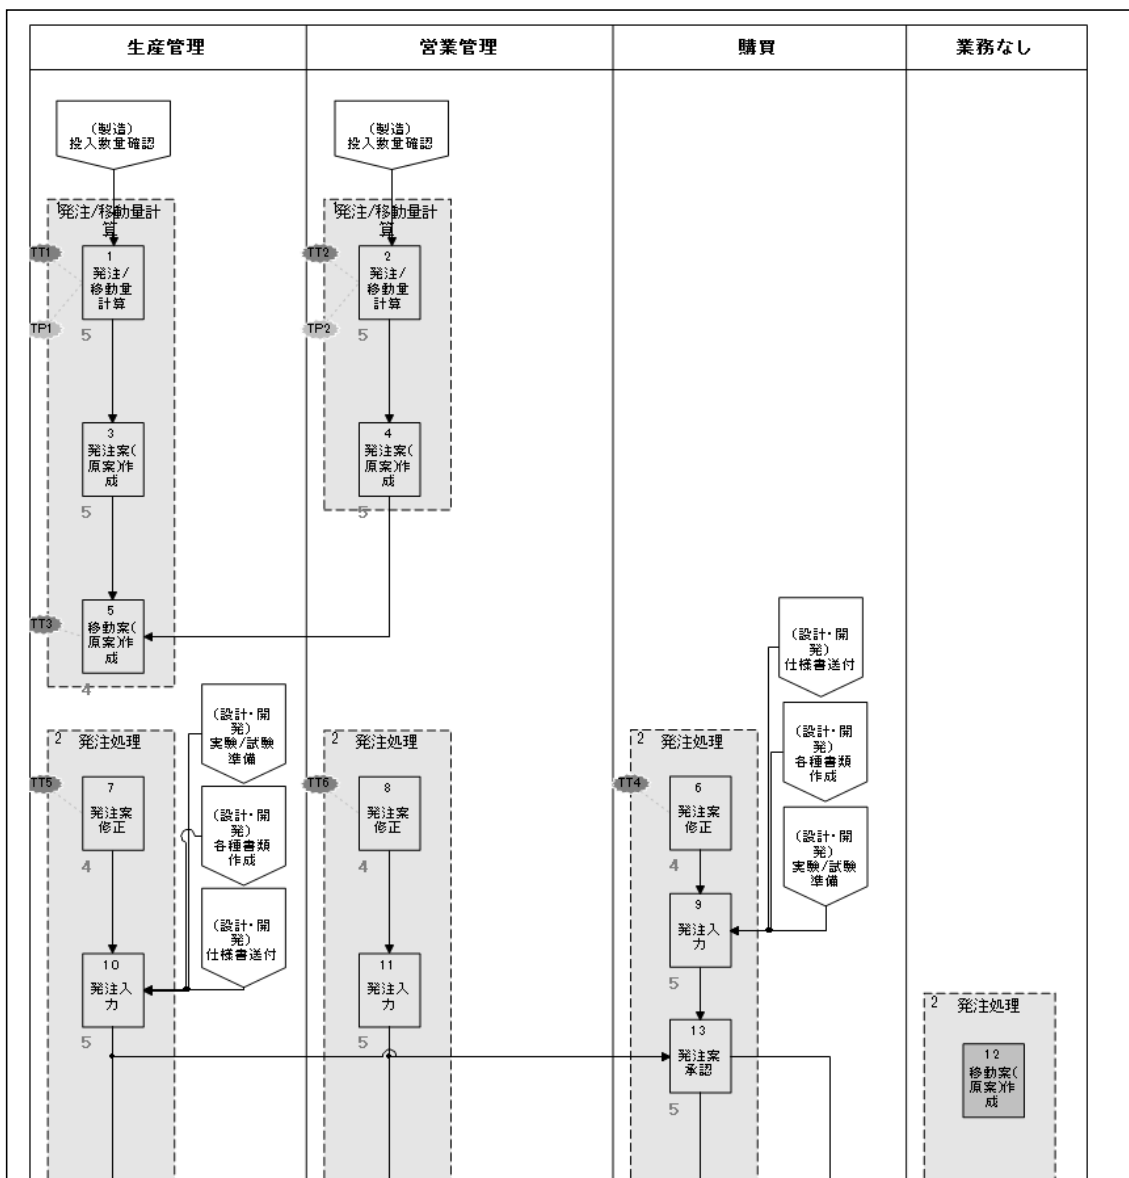 生産管理
営業管理
購買
業務なし
(製造)
投入数量確認
(製造)
投入数量確認
1
発注/移動量計
算
1
発注/移動量計
算
TT1
1
発注/
移動量
計算
TP1
5
TT2
2
発注/
移動量
計算
TP2
5
3
発注案(
原案)作
成
5
4
発注案(
原案)作
成
5
TT3
5
移動案(
原案)作
成
4
(設計・開
発)
仕様書送付
(設計・開
発)
各種書類
作成
(設計・開
発)
実験/試験
準備
(設計・開
発)
実験/試験
準備
(設計・開
発)
各種書類
作成
(設計・開
発)
仕様書送付
2 発注処理
TT5
7
発注案
修正
4
10
発注入
力
5
2 発注処理
TT6
8
発注案
修正
4
11
発注入
力
5
2 発注処理
TT4
6
発注案
修正
4
9
発注入
力
5
13
発注案
承認
5
2 発注処理
12
移動案(
原案)作
成